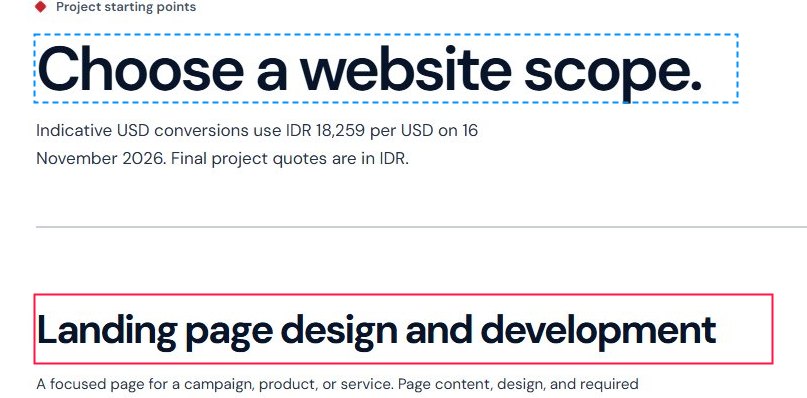 Project starting points
Choose a website scope.
Indicative USD conversions use IDR 18,259 per USD on 16
November 2026. Final project quotes are in IDR.
Landing page design and development
A focused page for a campaign, product, or service. Page content, design, and required